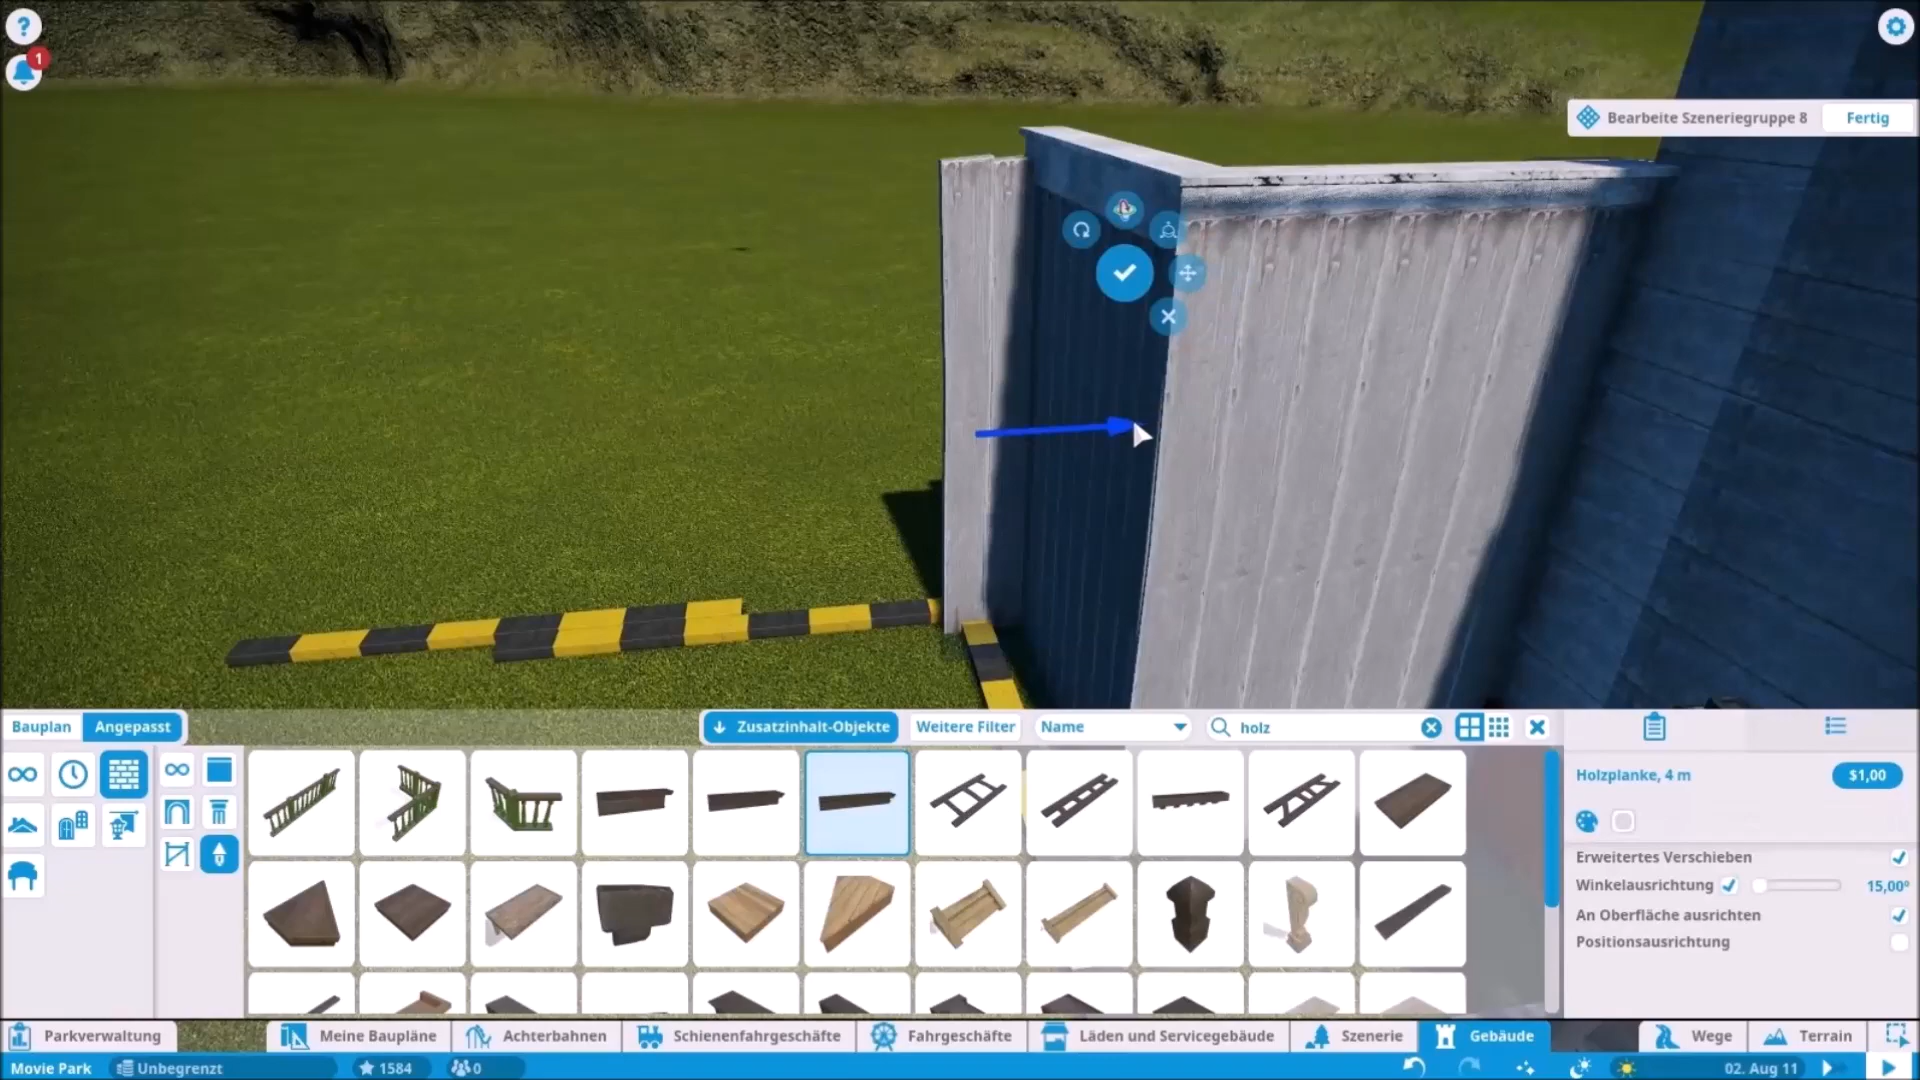 ?
1
Bearbeite Szeneriegruppe 8
Fertig
Bauplan
Angepasst
Zusatzinhalt-Objekte
Weitere Filter
Name
holz
Holzplanke, 4 m
$1,00
Erweitertes Verschieben
Winkelausrichtung
15,00°
An Oberfläche ausrichten
Positionsausrichtung
Parkverwaltung
Meine Baupläne
Achterbahnen
Schienenfahrgeschäfte
Fahrgeschäfte
Läden und Servicegebäude
Szenerie
Gebäude
Wege
Terrain
Movie Park
Unbegrenzt
1584
0
02. Aug 11